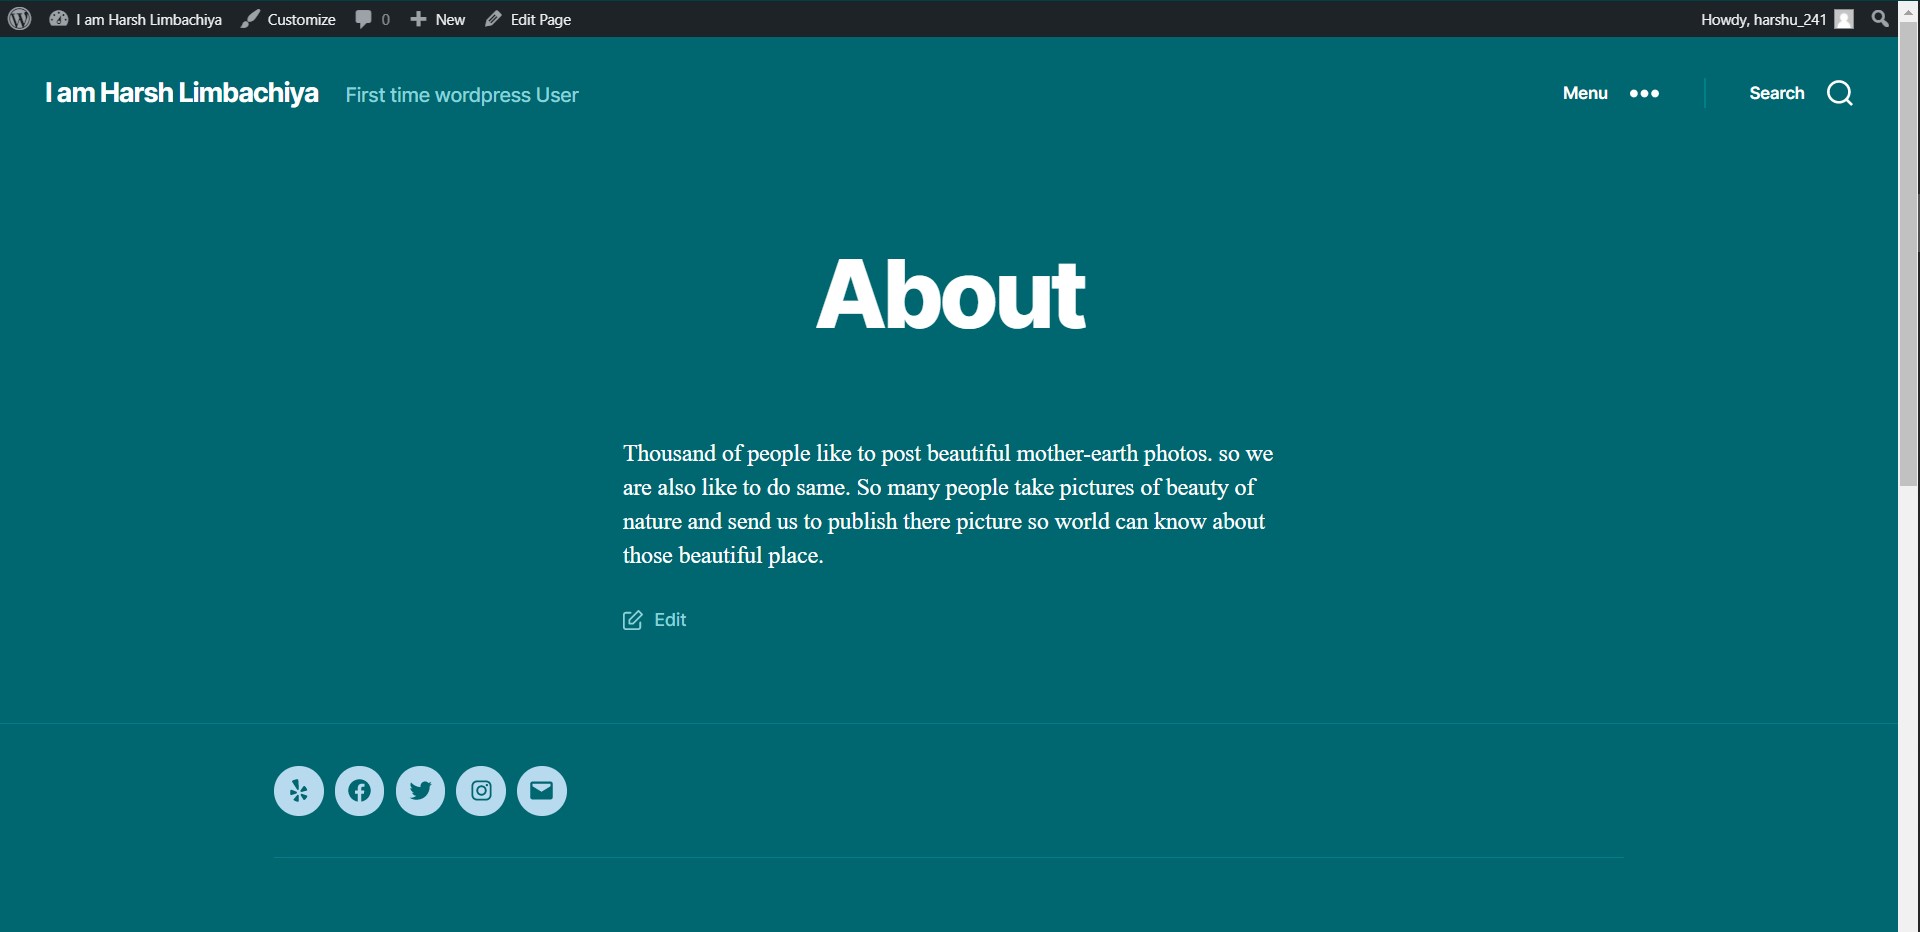 I am Harsh Limbachiya Customize 0 New Edit Page Howdy, harshu_241
I am Harsh Limbachiya First time wordpress User Menu Search
About
Thousand of people like to post beautiful mother-earth photos. so we
are also like to do same. So many people take pictures of beauty of
nature and send us to publish there picture so world can know about
those beautiful place.
Edit